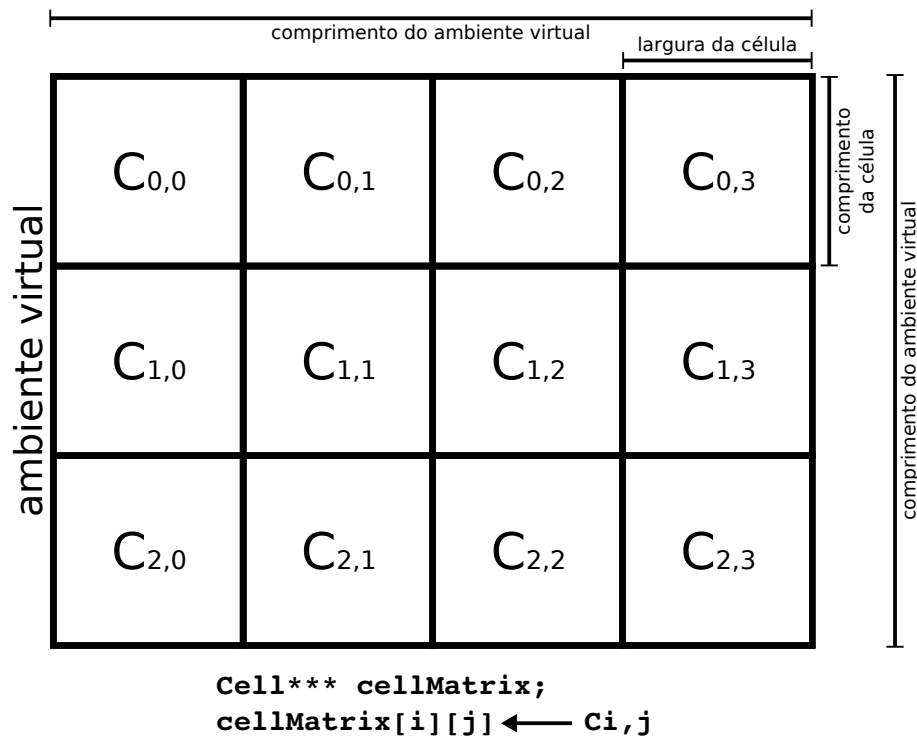 comprimento do ambiente virtual
largura da célula
comprimento
da célula
comprimento do ambiente virtual
ambiente virtual
C0,0 C0,1 C0,2 C0,3
C1,0 C1,1 C1,2 C1,3
C2,0 C2,1 C2,2 C2,3
Cell*** cellMatrix;
cellMatrix[i][j] Ci,j